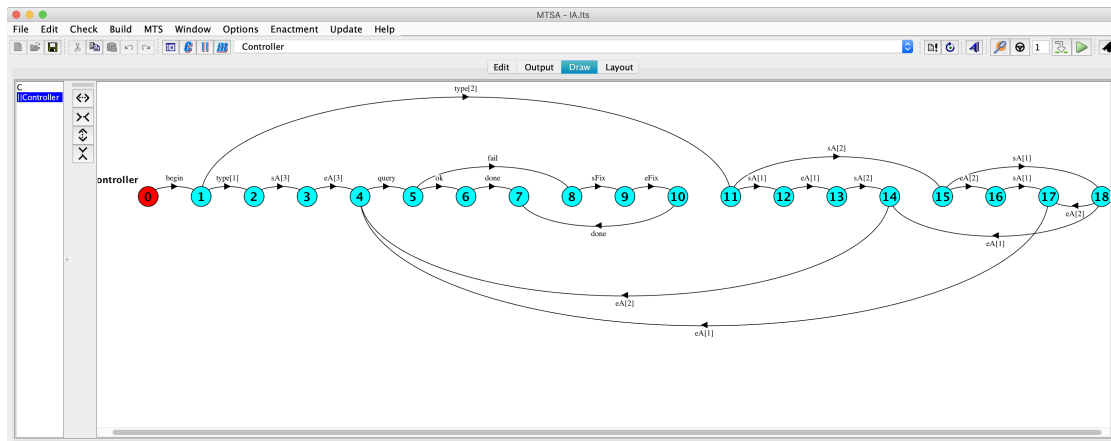 MTSA - IA.lts
File Edit Check Build MTS Window Options Enactment Update Help
Controller
1
Edit Output Draw Layout
C
||Controller
type[2]
fail
sA[2]
sA[1]
ontroller
begin
type[1]
sA[3]
eA[3]
query
ok
done
sFix
eFix
sA[1]
eA[1]
sA[2]
eA[2]
sA[1]
0 1 2 3 4 5 6 7 8 9 10 11 12 13 14 15 16 17 18
eA[2]
done
eA[1]
eA[2]
eA[1]